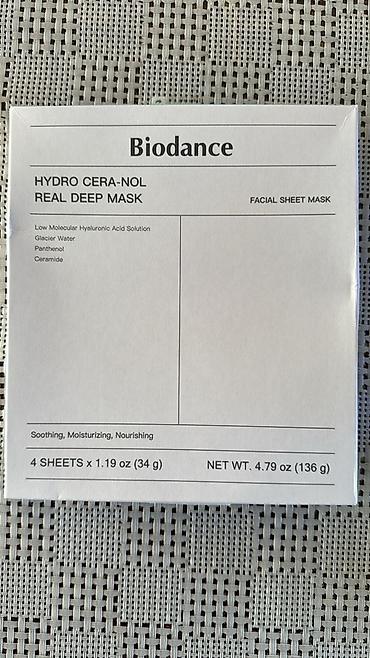 Biodance
HYDRO CERA-NOL
REAL DEEP MASK
FACIAL SHEET MASK
Low Molecular Hyaluronic Acid Solution
Glacier Water
Panthenol
Ceramide
Soothing, Moisturizing, Nourishing
4 SHEETS x 1.19 oz (34 g)
NET WT. 4.79 oz (136 g)